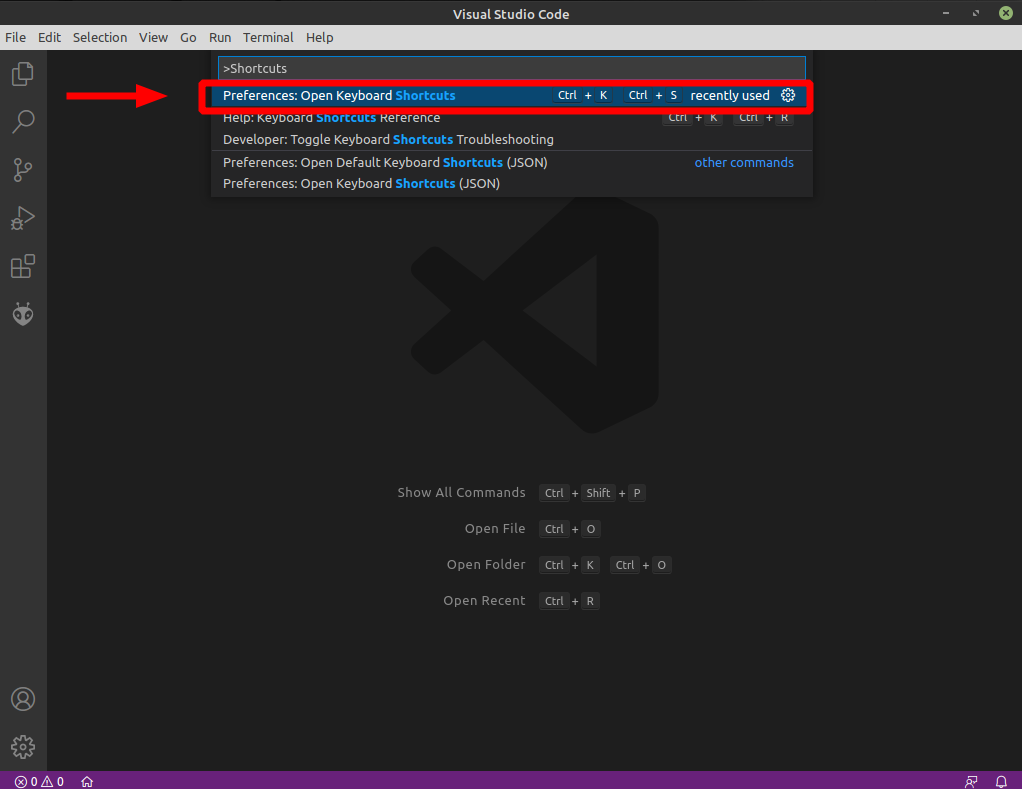 Visual Studio Code
File Edit Selection View Go Run Terminal Help
>Shortcuts
Preferences: Open Keyboard Shortcuts Ctrl + K Ctrl + S recently used
Help: Keyboard Shortcuts Reference Ctrl + K Ctrl + R
Developer: Toggle Keyboard Shortcuts Troubleshooting
Preferences: Open Default Keyboard Shortcuts (JSON) other commands
Preferences: Open Keyboard Shortcuts (JSON)
Show All Commands Ctrl + Shift + P
Open File Ctrl + O
Open Folder Ctrl + K Ctrl + O
Open Recent Ctrl + R
0 0